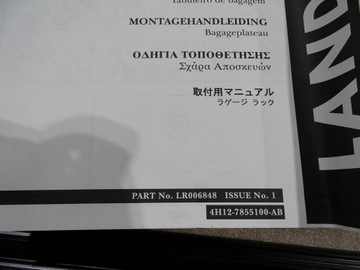 Tabuleiro de bagagem
MONTAGEHANDLEIDING
Bagageplateau
ΟΔΗΓΙΑ ΤΟΠΟΘΕΤΗΣΗΣ
Σχάρα Αποσκευών
取付用マニュアル
ラゲージ ラック
LAND
PART No. LR006848 ISSUE No. 1
4H12-7855100-AB